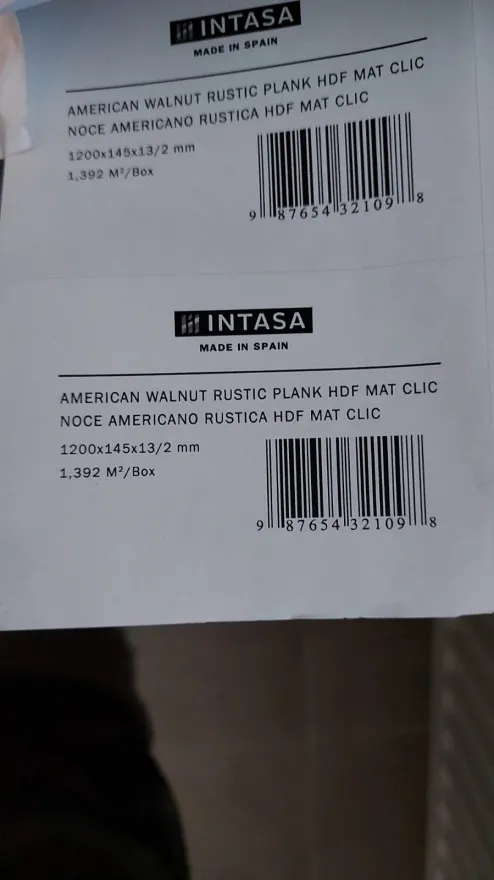 INTASA
MADE IN SPAIN
AMERICAN WALNUT RUSTIC PLANK HDF MAT CLIC
NOCE AMERICANO RUSTICA HDF MAT CLIC
1200x145x13/2 mm
1,392 M²/Box
9 87654 32109 8
INTASA
MADE IN SPAIN
AMERICAN WALNUT RUSTIC PLANK HDF MAT CLIC
NOCE AMERICANO RUSTICA HDF MAT CLIC
1200x145x13/2 mm
1,392 M²/Box
9 87654 32109 8